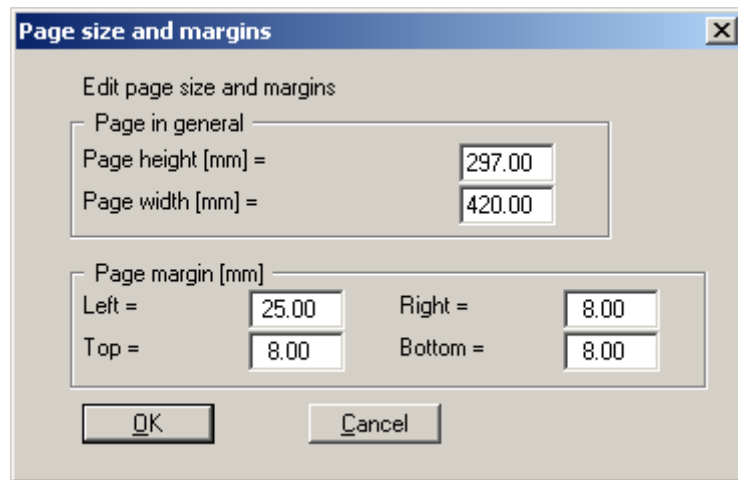 Page size and margins
Edit page size and margins
Page in general
Page height [mm] = 297.00
Page width [mm] = 420.00
Page margin [mm]
Left = 25.00 Right = 8.00
Top = 8.00 Bottom = 8.00
OK Cancel